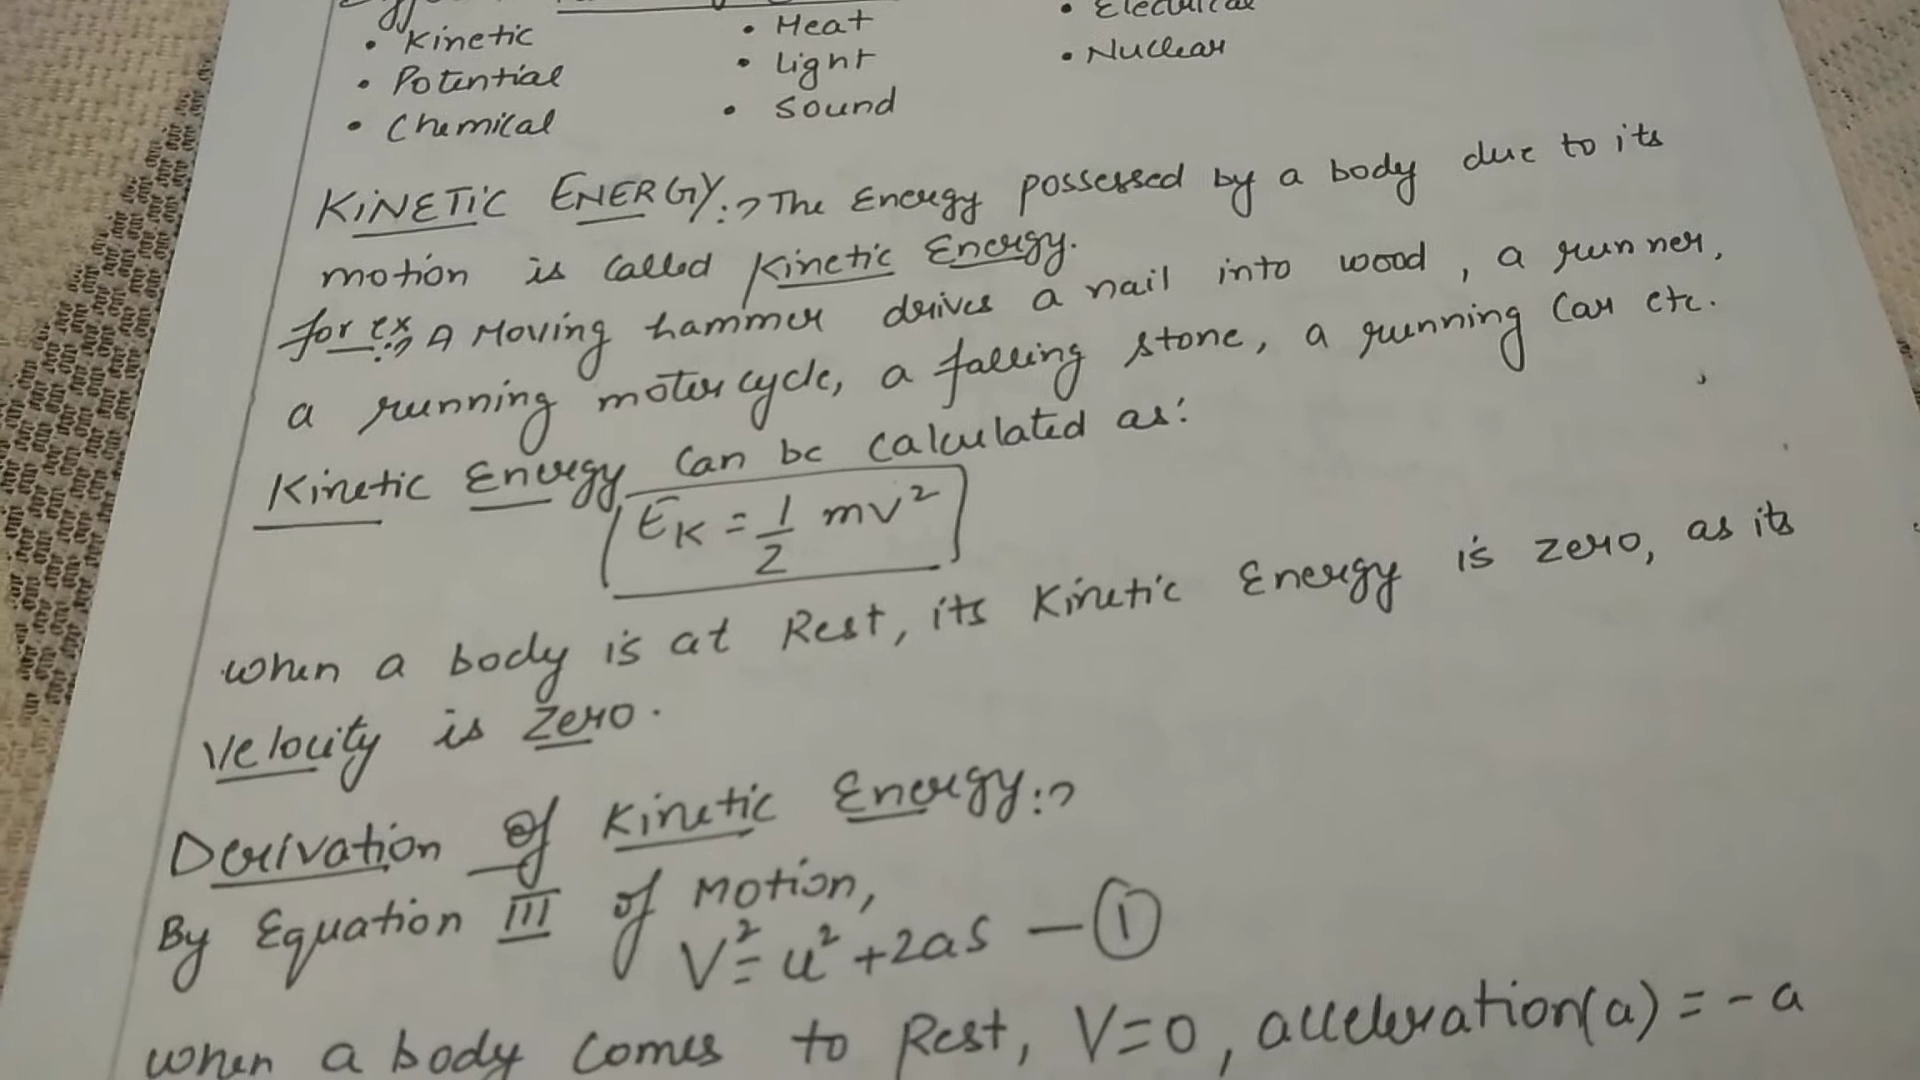 • Kinetic • Heat • Electrical
• Potential • Light • Nuclear
• Chemical • Sound
KINETIC ENERGY:→ The Energy possessed by a body due to its
motion is called Kinetic Energy.
for ex:→ A Moving hammer drives a nail into wood, a runner,
a running motorcycle, a falling stone, a running Car etc.
Kinetic Energy Can be Calculated as:
EK = 1/2 mv²
when a body is at Rest, its Kinetic Energy is zero, as its
Velocity is Zero.
Derivation of Kinetic Energy:→
By Equation III of Motion,
V² = u² + 2as — ①
when a body Comes to Rest, V=0, acceleration(a) = -a